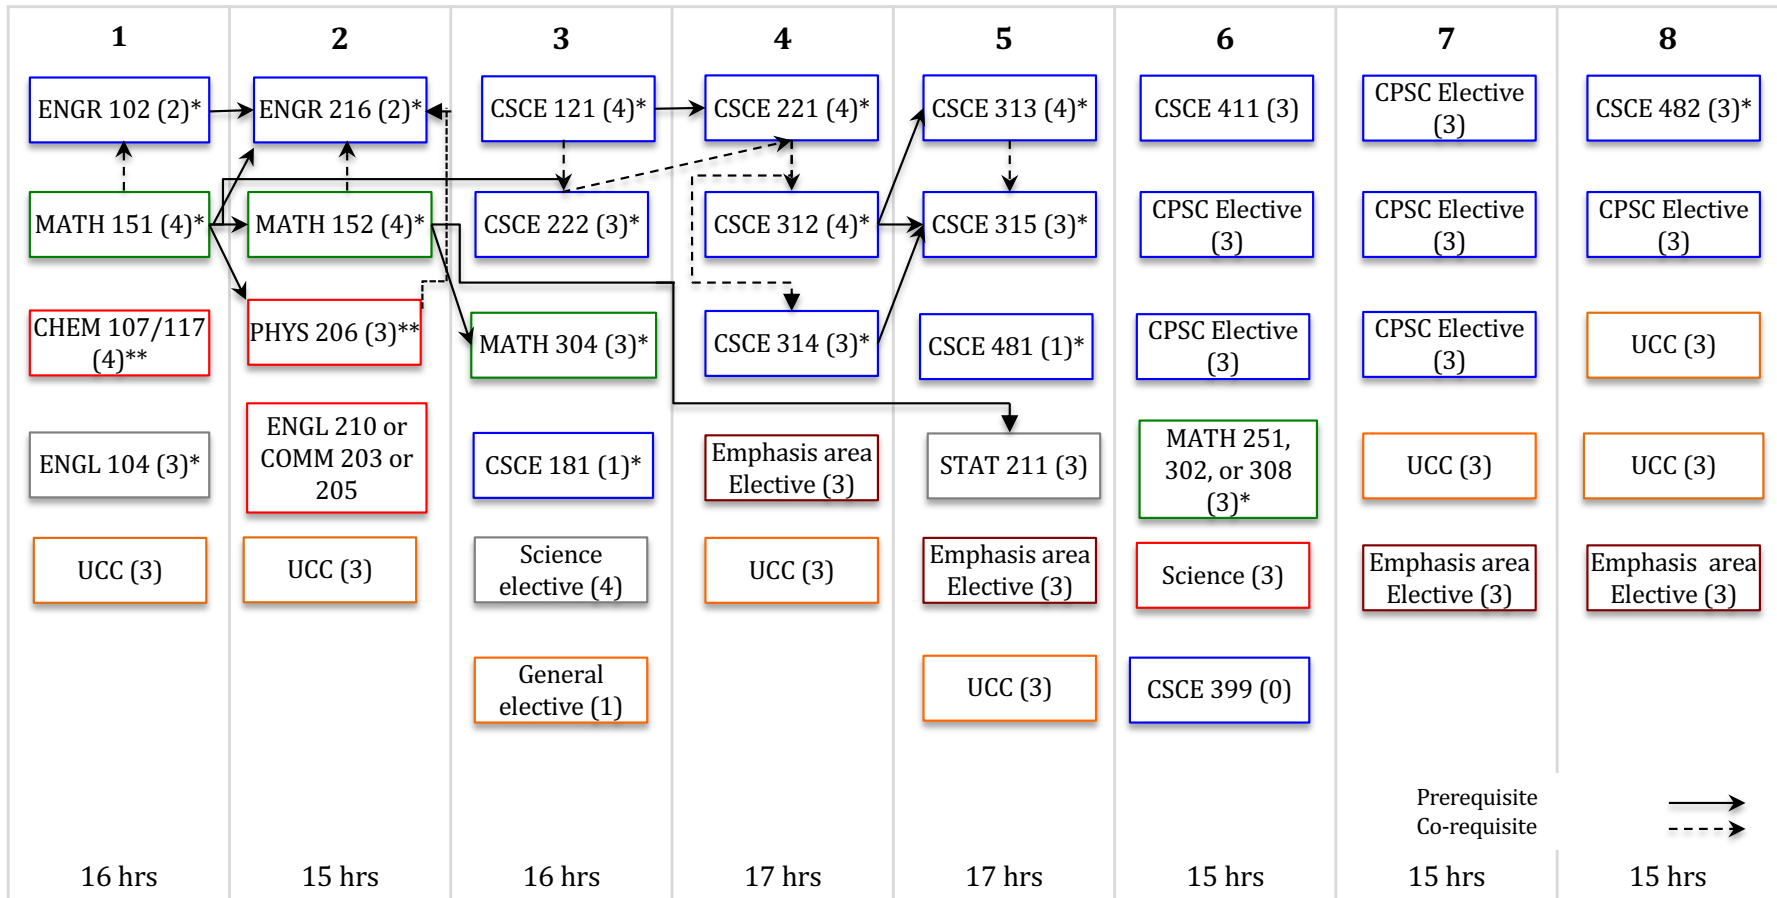 1
ENGR 102 (2)*
MATH 151 (4)*
CHEM 107/117
(4)**
ENGL 104 (3)*
UCC (3)
16 hrs
2
ENGR 216 (2)*
MATH 152 (4)*
PHYS 206 (3)**
ENGL 210 or
COMM 203 or
205
UCC (3)
15 hrs
3
CSCE 121 (4)*
CSCE 222 (3)*
MATH 304 (3)*
CSCE 181 (1)*
Science
elective (4)
General
elective (1)
16 hrs
4
CSCE 221 (4)*
CSCE 312 (4)*
CSCE 314 (3)*
Emphasis area
Elective (3)
UCC (3)
17 hrs
5
CSCE 313 (4)*
CSCE 315 (3)*
CSCE 481 (1)*
STAT 211 (3)
Emphasis area
Elective (3)
UCC (3)
17 hrs
6
CSCE 411 (3)
CPSC Elective
(3)
CPSC Elective
(3)
MATH 251,
302, or 308
(3)*
Science (3)
CSCE 399 (0)
15 hrs
7
CPSC Elective
(3)
CPSC Elective
(3)
CPSC Elective
(3)
UCC (3)
Emphasis area
Elective (3)
15 hrs
8
CSCE 482 (3)*
CPSC Elective
(3)
UCC (3)
UCC (3)
Emphasis area
Elective (3)
15 hrs
Prerequisite
Co-requisite